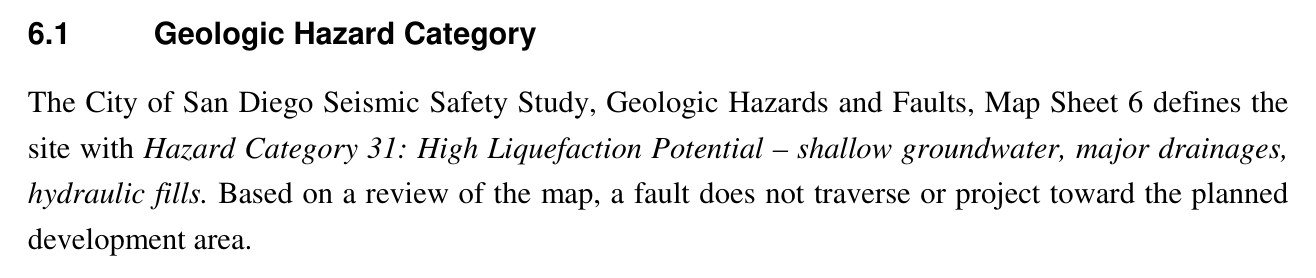 6.1 Geologic Hazard Category
The City of San Diego Seismic Safety Study, Geologic Hazards and Faults, Map Sheet 6 defines the
site with Hazard Category 31: High Liquefaction Potential – shallow groundwater, major drainages,
hydraulic fills. Based on a review of the map, a fault does not traverse or project toward the planned
development area.